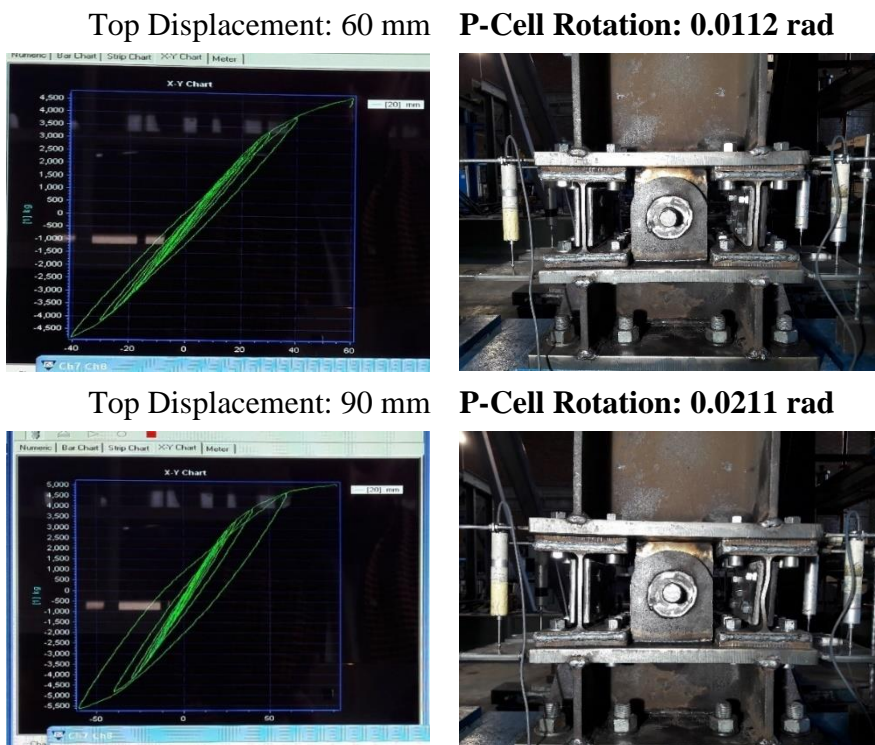 Top Displacement: 60 mm P-Cell Rotation: 0.0112 rad
Numeric Bar Chart Strip Chart X-Y Chart Meter
X-Y Chart
[20] mm
4,500
4,000
3,500
3,000
2,500
2,000
1,500
1,000
500
0
-500
-1,000
-1,500
-2,000
-2,500
-3,000
-3,500
-4,000
-4,500
[1] kg
-40 -20 0 20 40 60
Ch7 Ch8
Top Displacement: 90 mm P-Cell Rotation: 0.0211 rad
Numeric Bar Chart Strip Chart X-Y Chart Meter
X-Y Chart
[20] mm
5,000
4,500
4,000
3,500
3,000
2,500
2,000
1,500
1,000
500
0
-500
-1,000
-1,500
-2,000
-2,500
-3,000
-3,500
-4,000
-4,500
-5,000
-5,500
[1] kg
-50 0 50
Ch7 Ch8